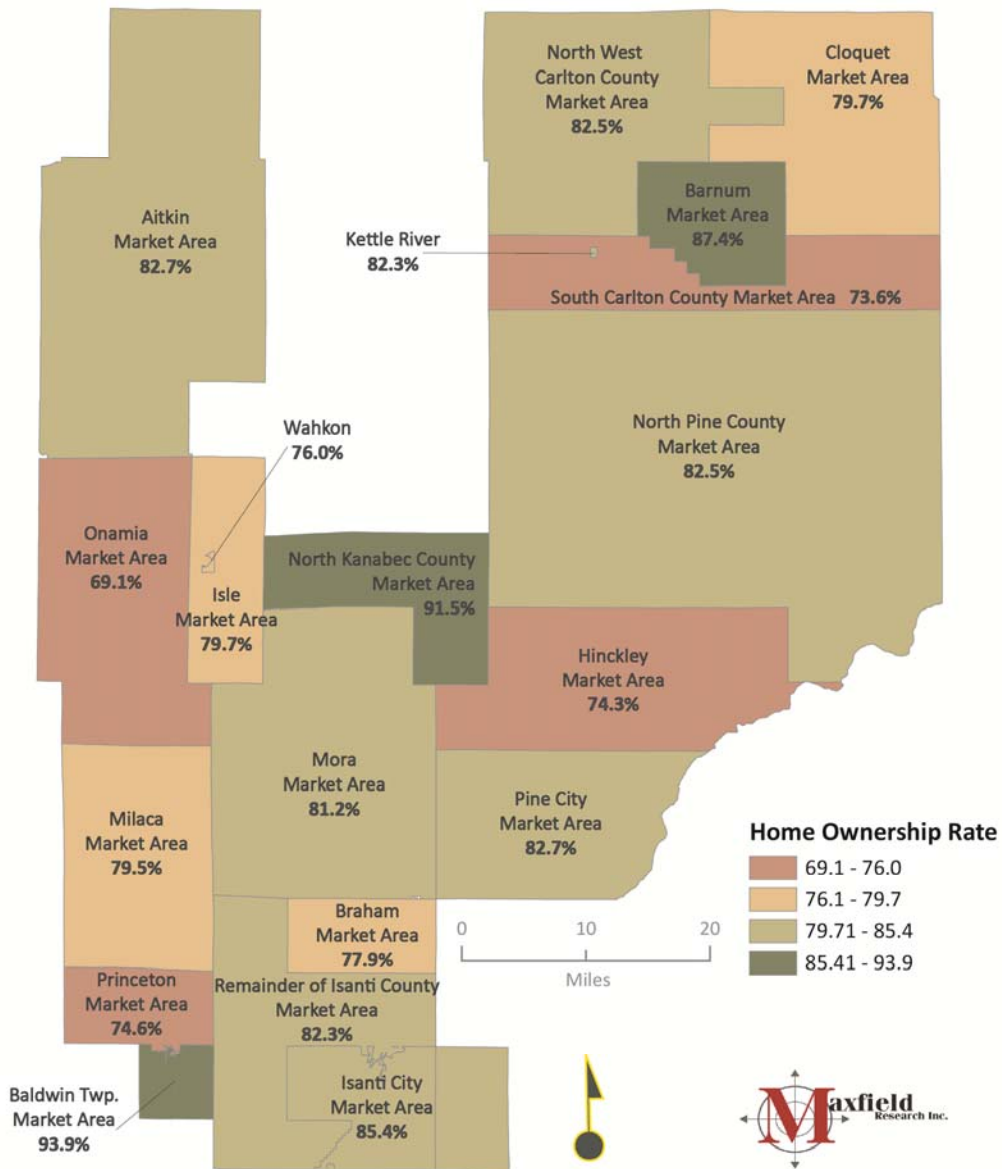 North West
Carlton County
Market Area
82.5%
Cloquet
Market Area
79.7%
Barnum
Market Area
87.4%
Aitkin
Market Area
82.7%
Kettle River
82.3%
South Carlton County Market Area 73.6%
North Pine County
Market Area
82.5%
Wahkon
76.0%
Onamia
Market Area
69.1%
Isle
Market Area
79.7%
North Kanabec County
Market Area
91.5%
Hinckley
Market Area
74.3%
Mora
Market Area
81.2%
Pine City
Market Area
82.7%
Milaca
Market Area
79.5%
Braham
Market Area
77.9%
Princeton
Market Area
74.6%
Remainder of Isanti County
Market Area
82.3%
Isanti City
Market Area
85.4%
Baldwin Twp.
Market Area
93.9%
Home Ownership Rate
69.1 - 76.0
76.1 - 79.7
79.71 - 85.4
85.41 - 93.9
0 10 20
Miles
Maxfield
Research Inc.